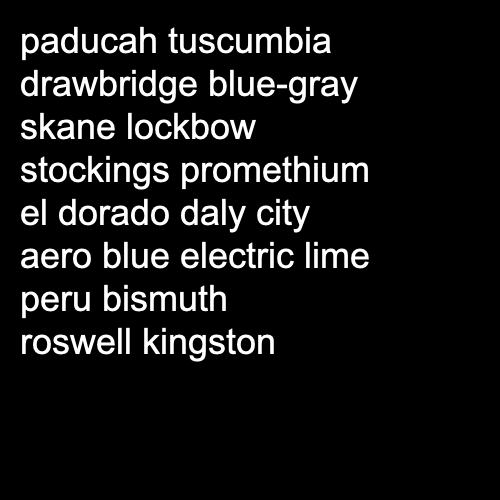 paducah tuscumbia
drawbridge blue-gray
skane lockbow
stockings promethium
el dorado daly city
aero blue electric lime
peru bismuth
roswell kingston